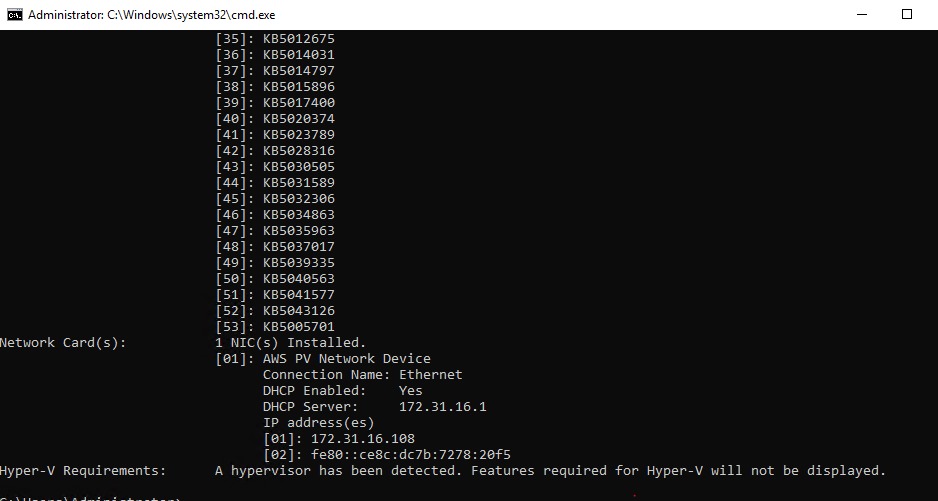 Administrator: C:\Windows\system32\cmd.exe
[35]: KB5012675
[36]: KB5014031
[37]: KB5014797
[38]: KB5015896
[39]: KB5017400
[40]: KB5020374
[41]: KB5023789
[42]: KB5028316
[43]: KB5030505
[44]: KB5031589
[45]: KB5032306
[46]: KB5034863
[47]: KB5035963
[48]: KB5037017
[49]: KB5039335
[50]: KB5040563
[51]: KB5041577
[52]: KB5043126
[53]: KB5005701
Network Card(s): 1 NIC(s) Installed.
[01]: AWS PV Network Device
Connection Name: Ethernet
DHCP Enabled: Yes
DHCP Server: 172.31.16.1
IP address(es)
[01]: 172.31.16.108
[02]: fe80::ce8c:dc7b:7278:20f5
Hyper-V Requirements: A hypervisor has been detected. Features required for Hyper-V will not be displayed.
C:\Users\Administrator>